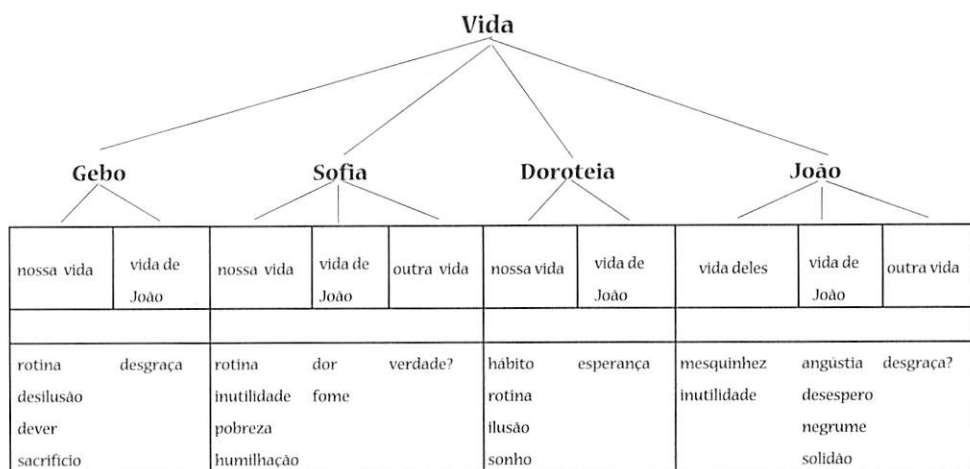 Vida
Gebo Sofia Doroteia João
nossa vida vida de João nossa vida vida de João outra vida nossa vida vida de João vida deles vida de João outra vida
rotina desgraça rotina dor verdade? hábito esperança mesquinhez angústia desgraça?
desilusão inutilidade fome rotina inutilidade desespero
dever pobreza ilusão negrume
sacrifício humilhação sonho solidão